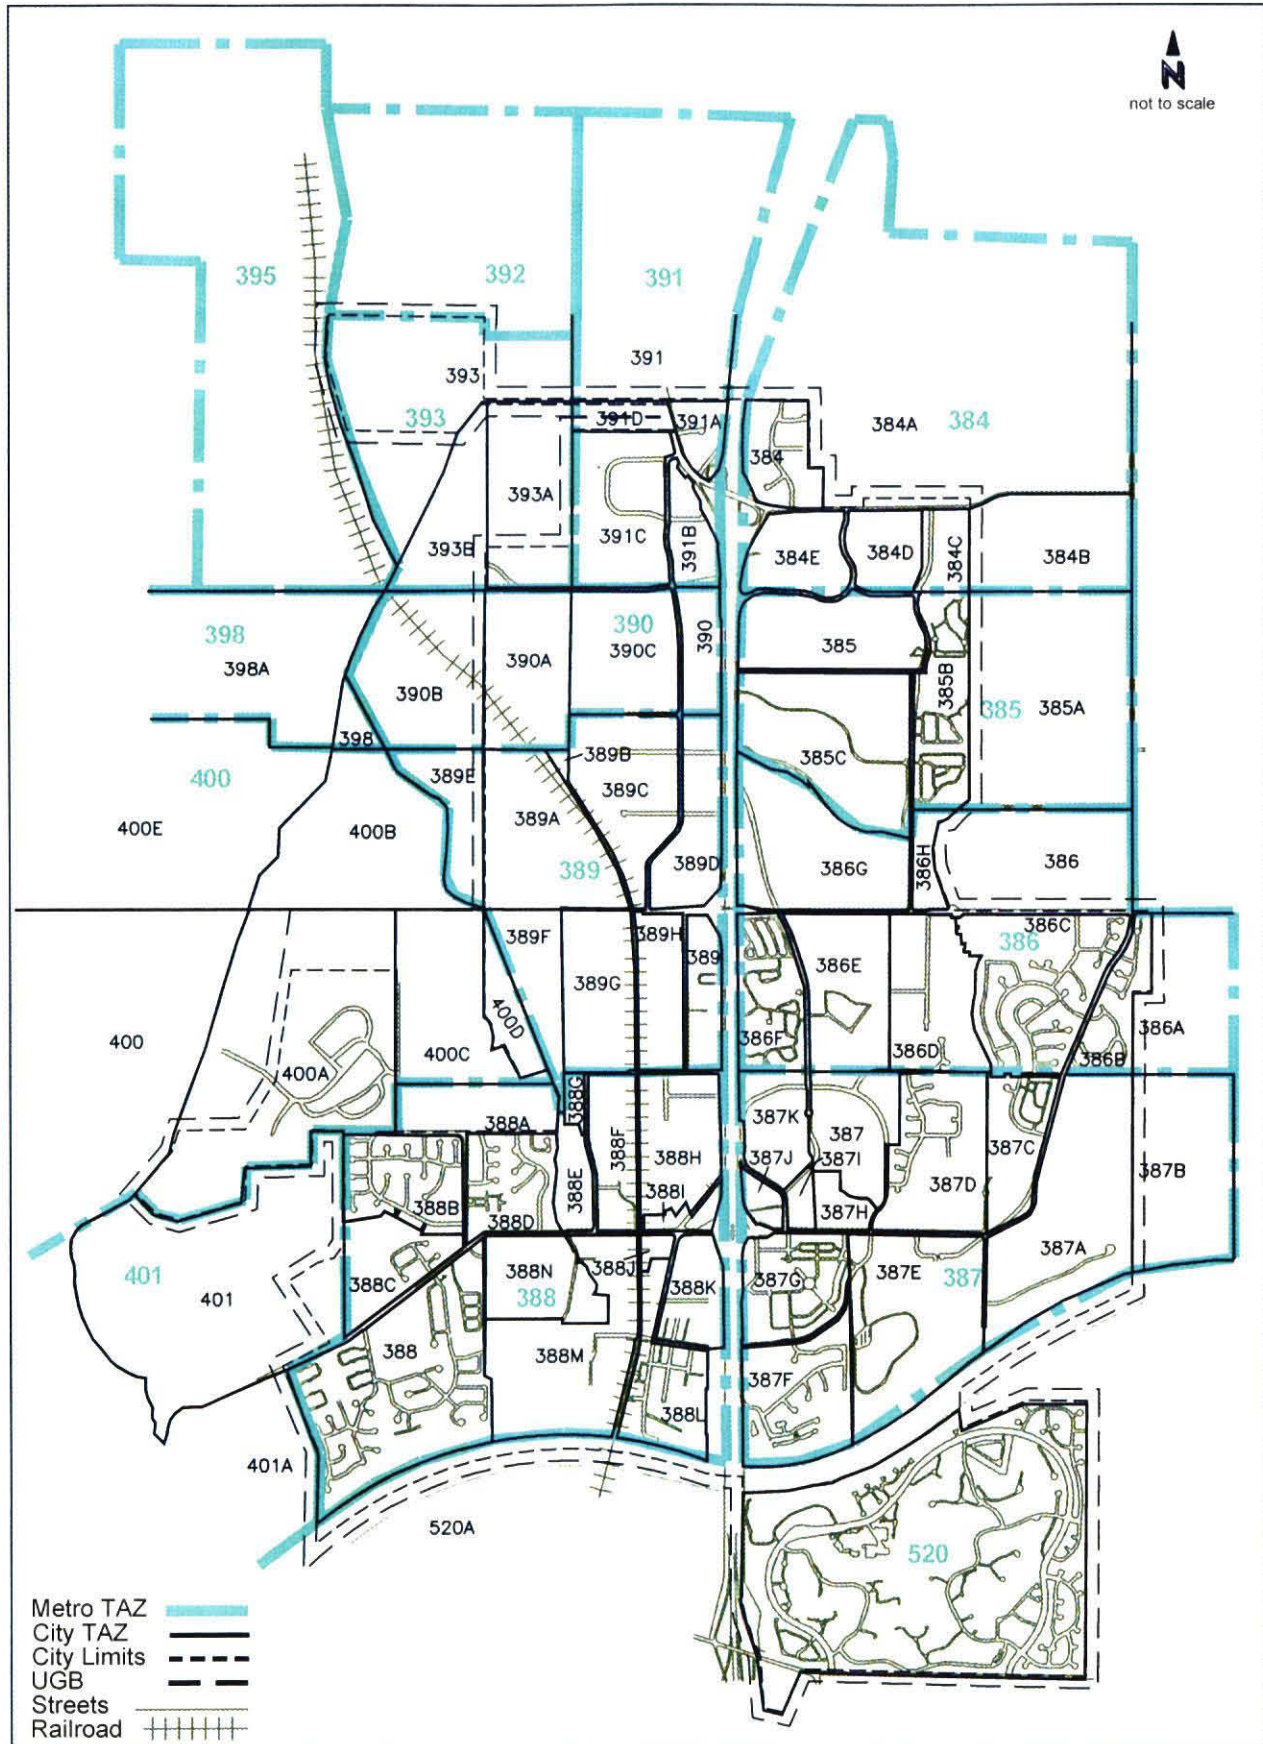 N
not to scale
395
392
391
391
393
393
384A
384
391D
391A
384
393A
391C
391B
393B
384E
384D
384C
384B
398
390
390
398A
390A
390C
385
390B
385B
385
385A
398
389B
385C
400
389E
389C
400E
400B
389A
389
389D
386G
386H
386
389F
389H
389
386C
386
386E
389G
400D
400
400C
400A
386F
386D
386B
386A
388G
388A
388F
387K
387
388H
387J
387I
387C
387B
388E
388I
388B
388D
387H
387D
387A
401
401
388C
388N
388
388J
388K
387G
387E
387
388
388M
387F
388L
401A
520A
520
Metro TAZ
City TAZ
City Limits
UGB
Streets
Railroad